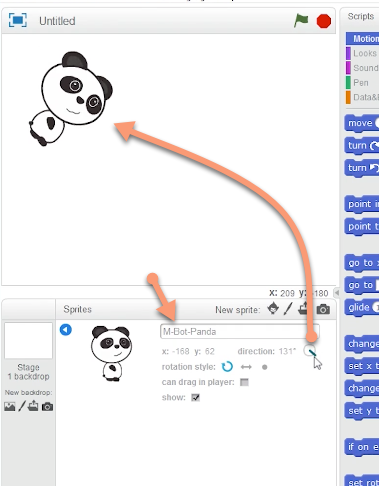 Untitled
Scripts
Motion
Looks
Sound
Pen
Data&
move
turn
turn
point in
point t
go to
go to
glide
change
set x t
change
set y t
if on e
set rot
x: 209 y: -180
Sprites
New sprite:
M-Bot-Panda
x: -168 y: 62 direction: 131°
rotation style:
can drag in player:
show:
Stage
1 backdrop
New backdrop: